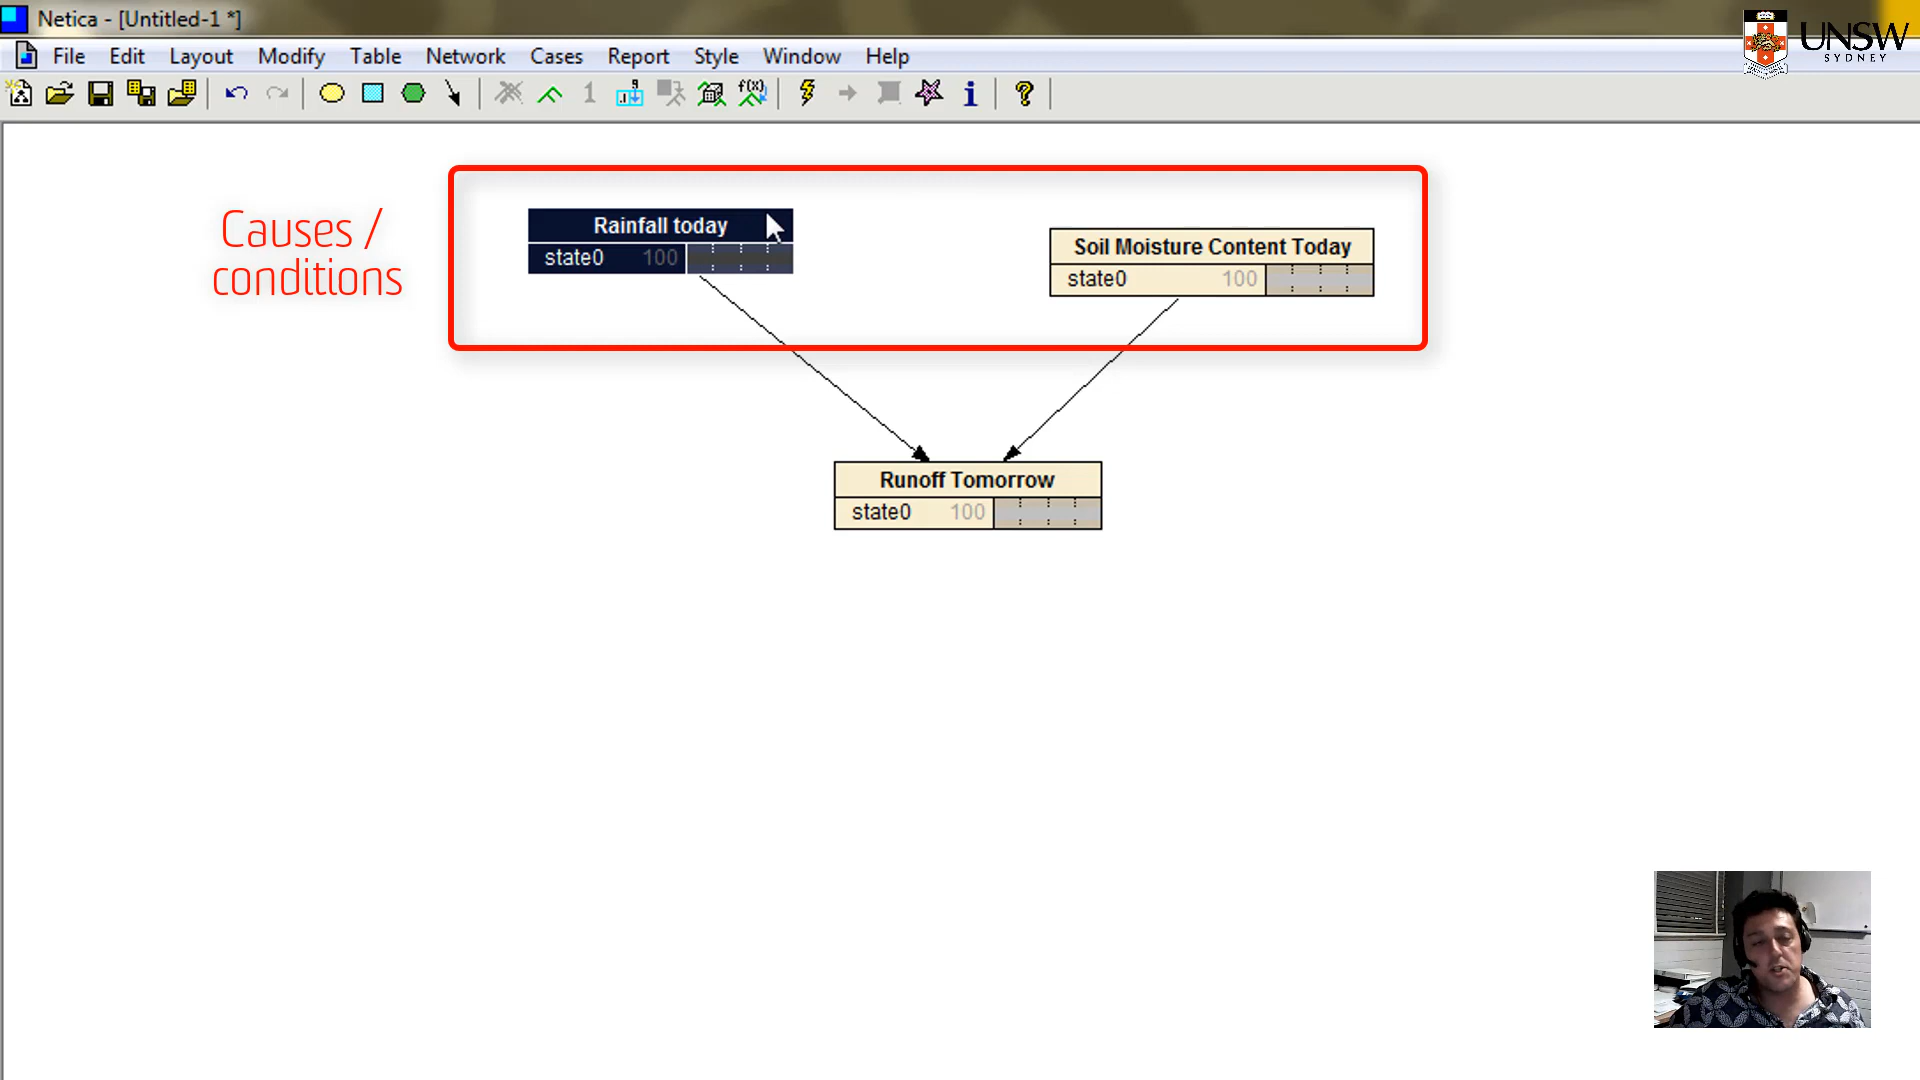 Netica - [Untitled-1 *]
File Edit Layout Modify Table Network Cases Report Style Window Help
UNSW
SYDNEY
1
f(x)
i
?
Causes /
conditions
Rainfall today
state0 100
Soil Moisture Content Today
state0 100
Runoff Tomorrow
state0 100